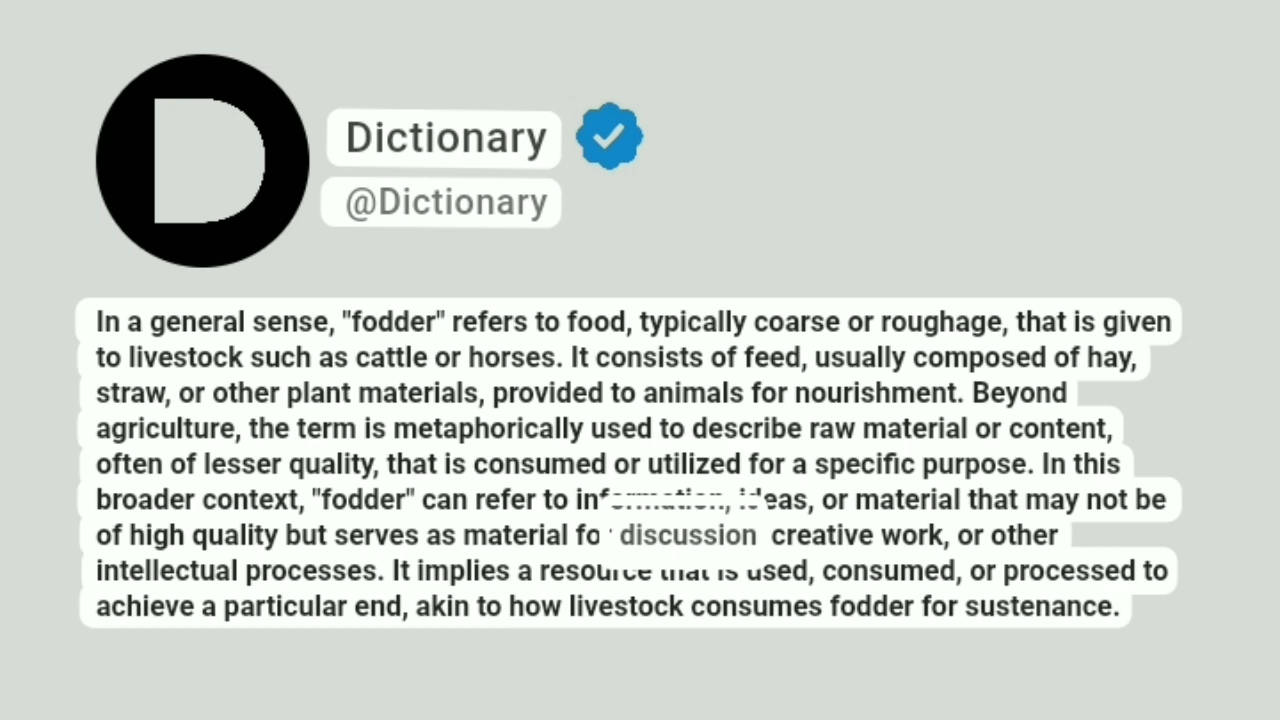 D
Dictionary
@Dictionary
In a general sense, "fodder" refers to food, typically coarse or roughage, that is given
to livestock such as cattle or horses. It consists of feed, usually composed of hay,
straw, or other plant materials, provided to animals for nourishment. Beyond
agriculture, the term is metaphorically used to describe raw material or content,
often of lesser quality, that is consumed or utilized for a specific purpose. In this
broader context, "fodder" can refer to information, ideas, or material that may not be
of high quality but serves as material for discussion creative work, or other
intellectual processes. It implies a resource that is used, consumed, or processed to
achieve a particular end, akin to how livestock consumes fodder for sustenance.